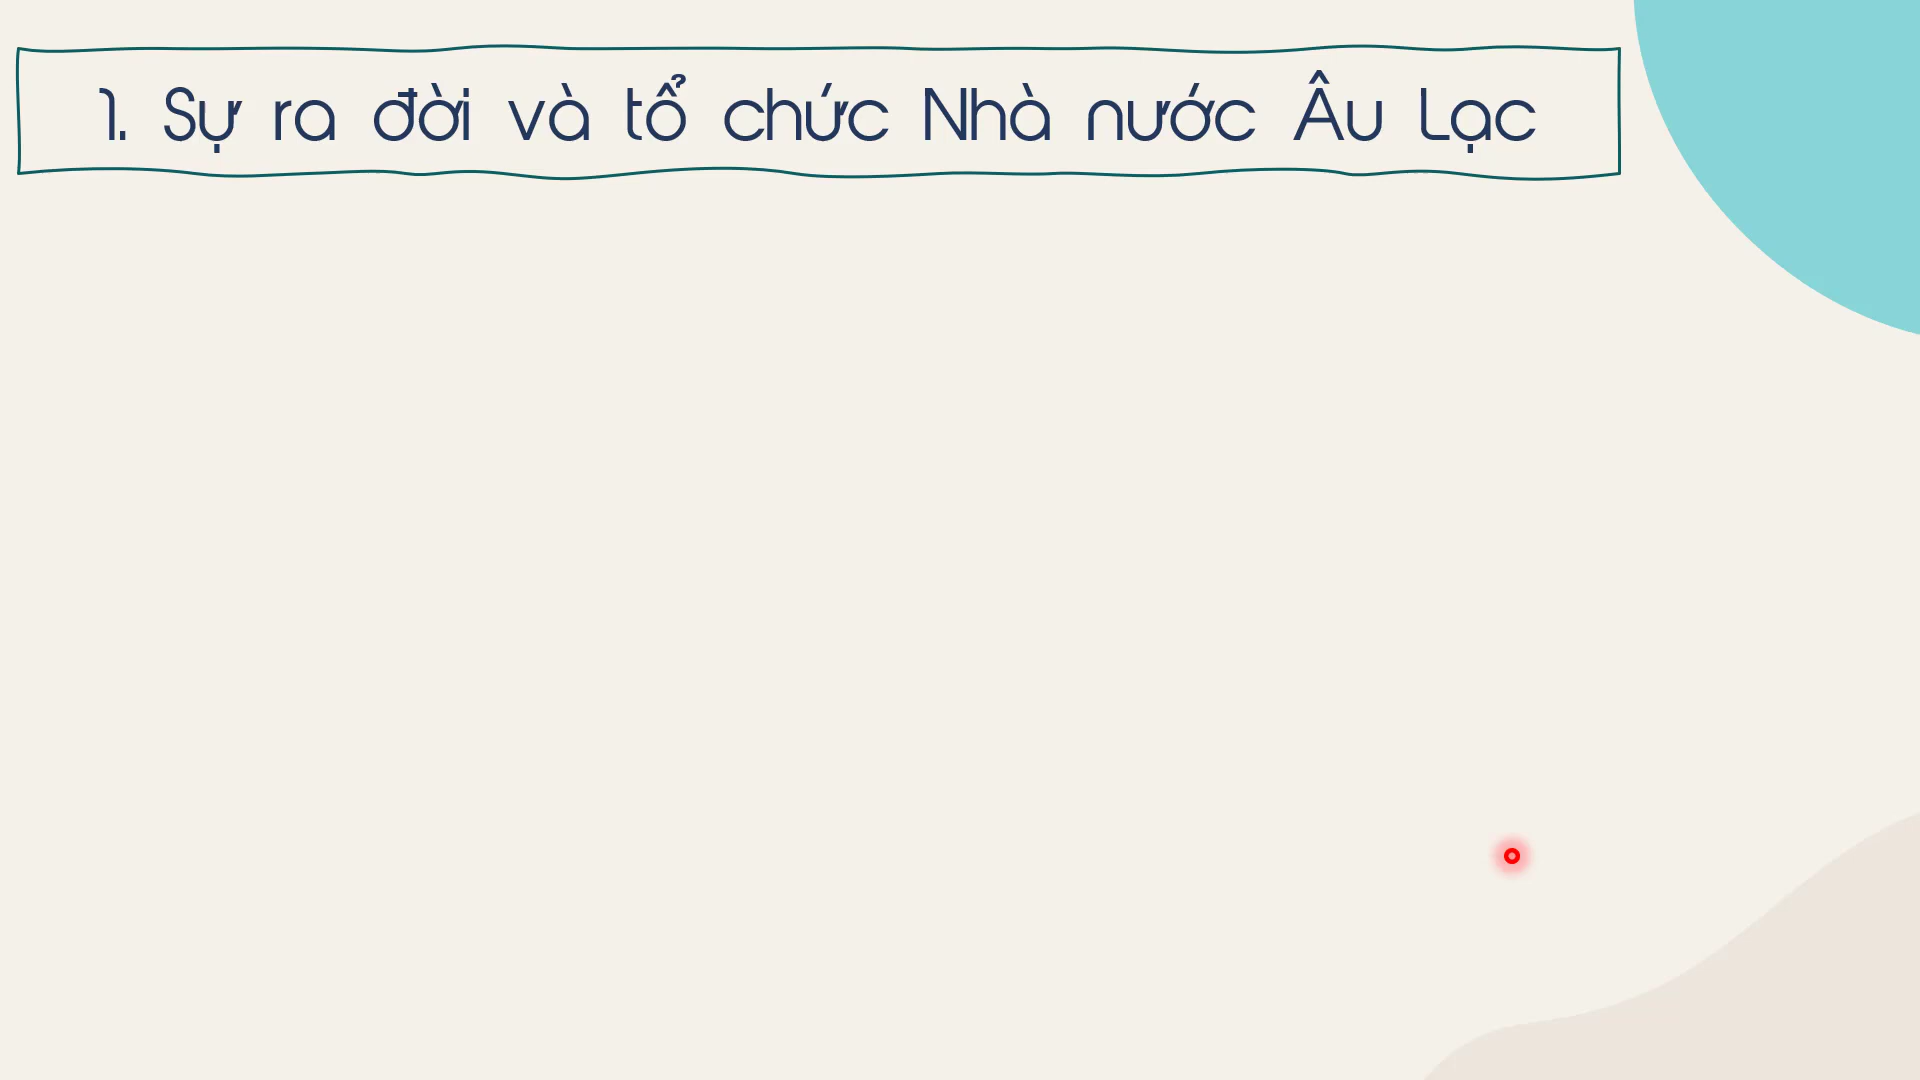 1. Sự ra đời và tổ chức Nhà nước Âu Lạc